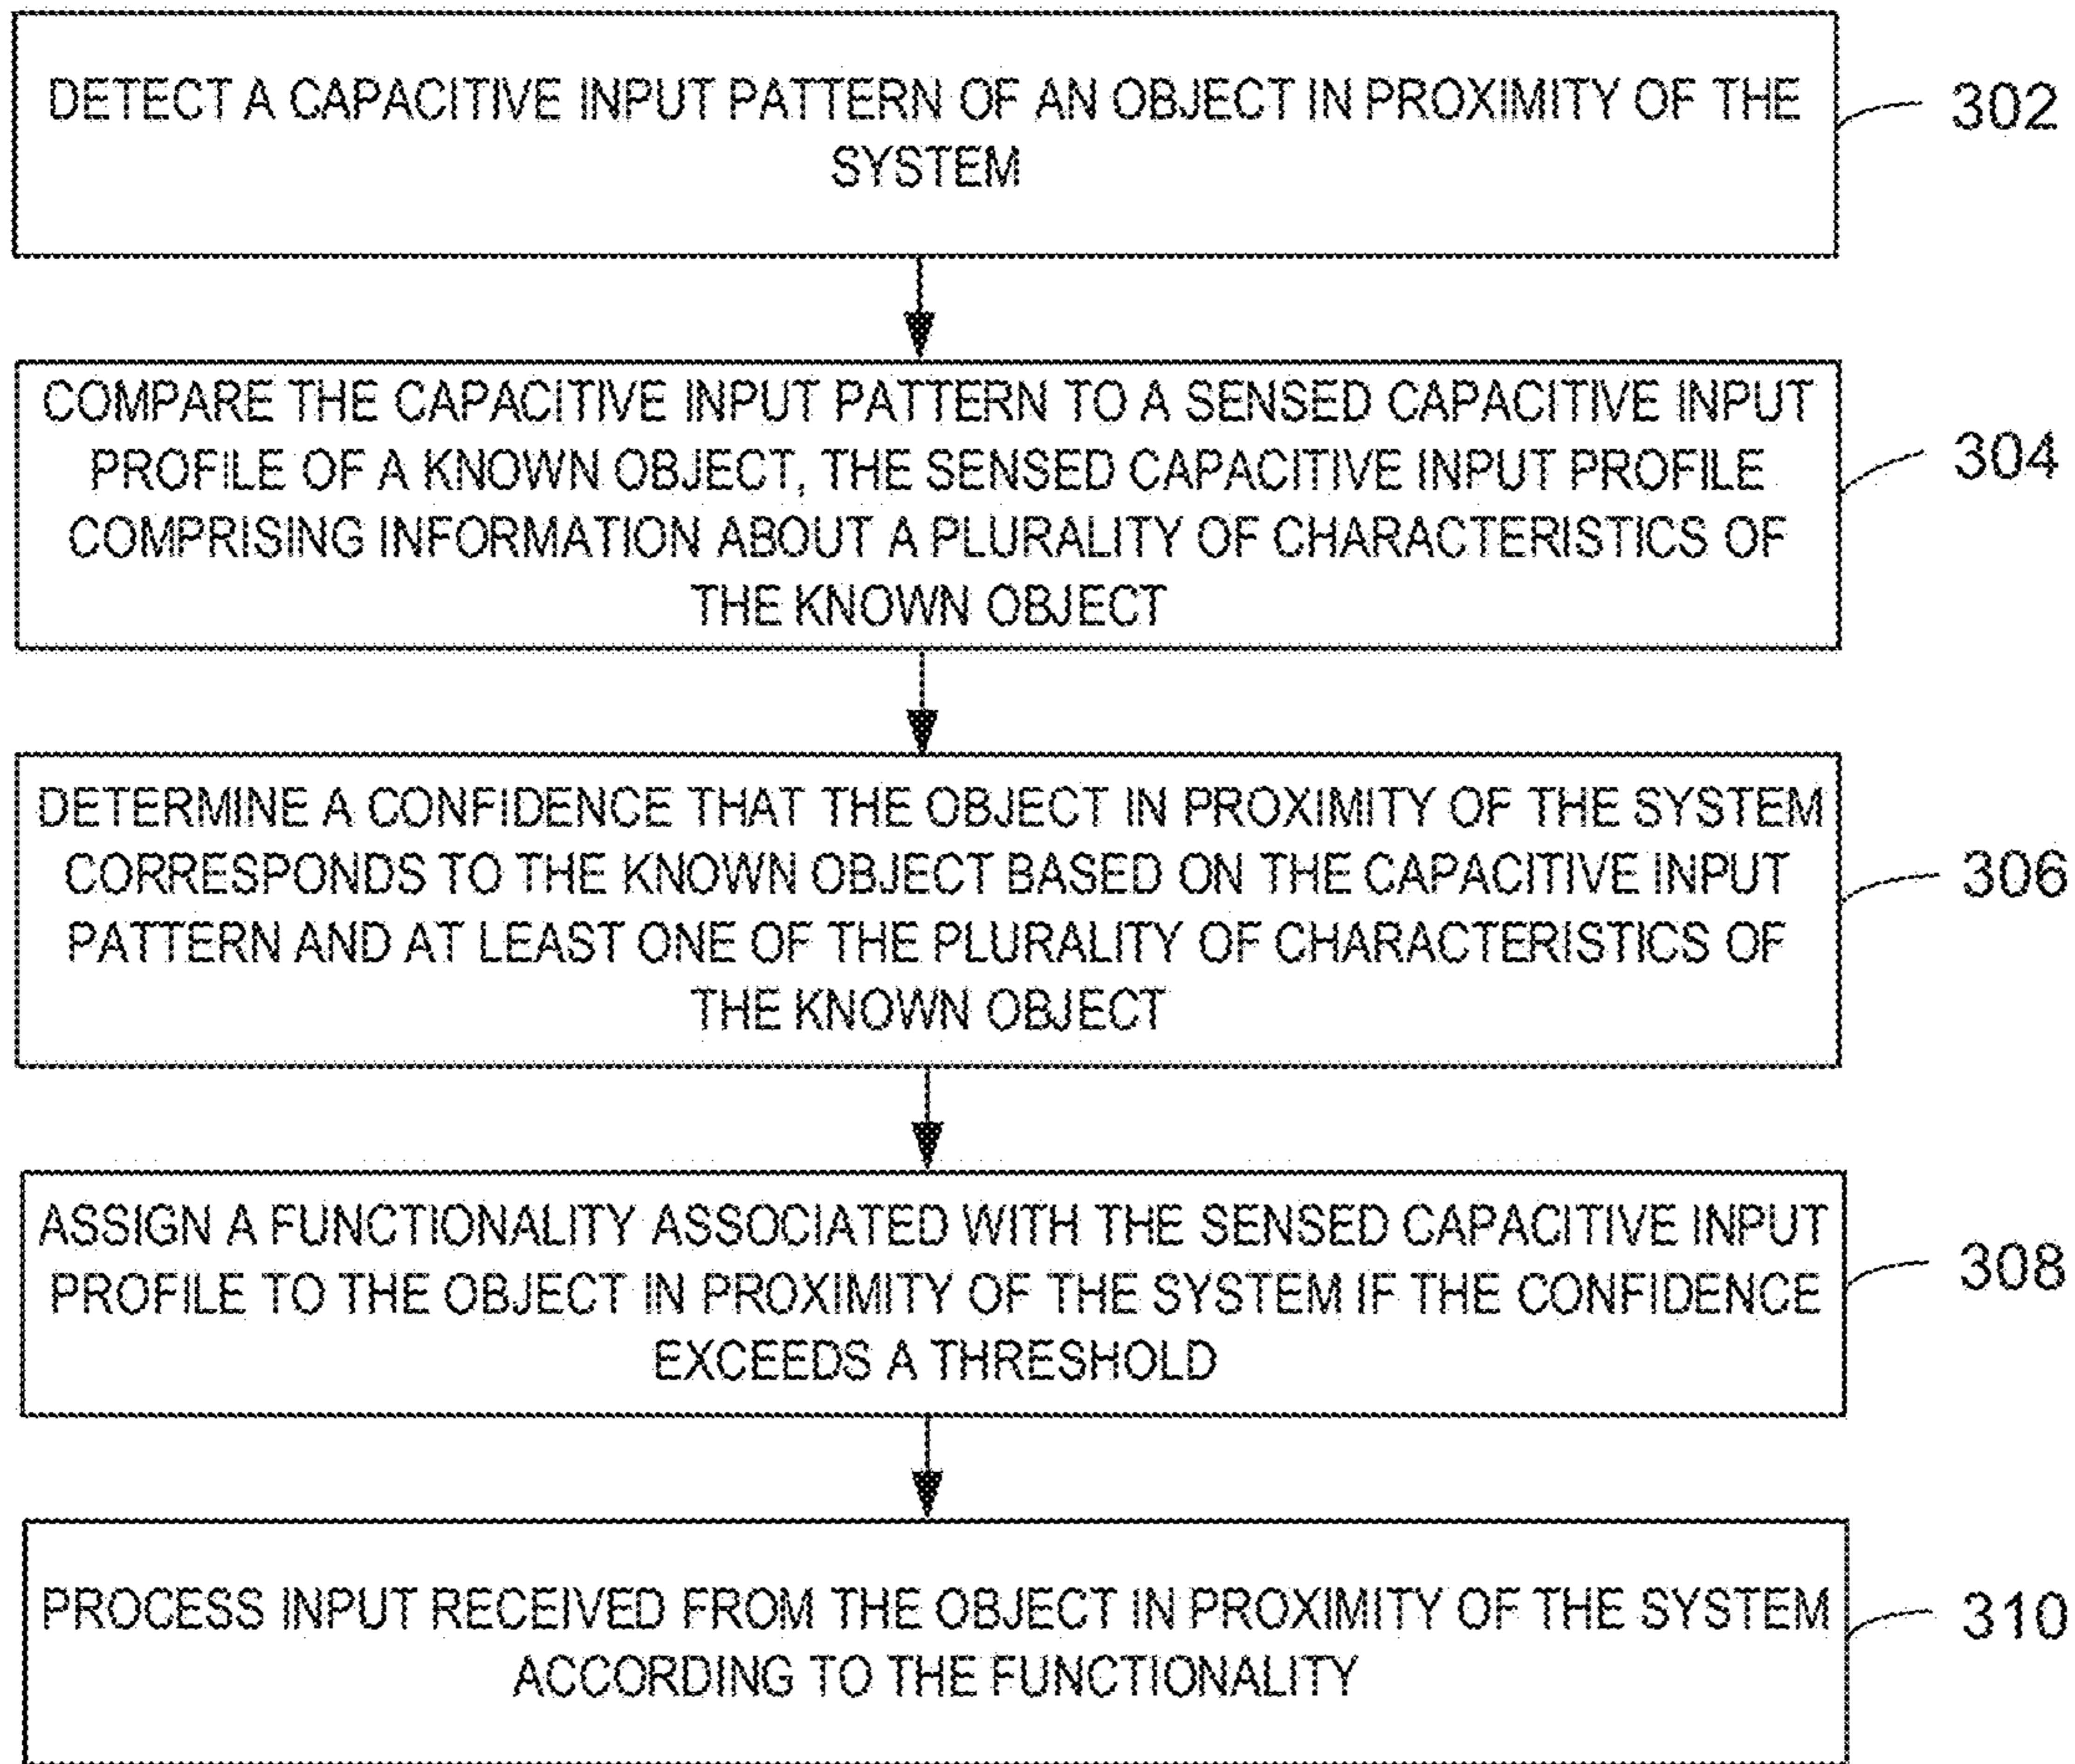 DETECT A CAPACITIVE INPUT PATTERN OF AN OBJECT IN PROXIMITY OF THE
SYSTEM
302
COMPARE THE CAPACITIVE INPUT PATTERN TO A SENSED CAPACITIVE INPUT
PROFILE OF A KNOWN OBJECT, THE SENSED CAPACITIVE INPUT PROFILE
COMPRISING INFORMATION ABOUT A PLURALITY OF CHARACTERISTICS OF
THE KNOWN OBJECT
304
DETERMINE A CONFIDENCE THAT THE OBJECT IN PROXIMITY OF THE SYSTEM
CORRESPONDS TO THE KNOWN OBJECT BASED ON THE CAPACITIVE INPUT
PATTERN AND AT LEAST ONE OF THE PLURALITY OF CHARACTERISTICS OF
THE KNOWN OBJECT
306
ASSIGN A FUNCTIONALITY ASSOCIATED WITH THE SENSED CAPACITIVE INPUT
PROFILE TO THE OBJECT IN PROXIMITY OF THE SYSTEM IF THE CONFIDENCE
EXCEEDS A THRESHOLD
308
PROCESS INPUT RECEIVED FROM THE OBJECT IN PROXIMITY OF THE SYSTEM
ACCORDING TO THE FUNCTIONALITY
310